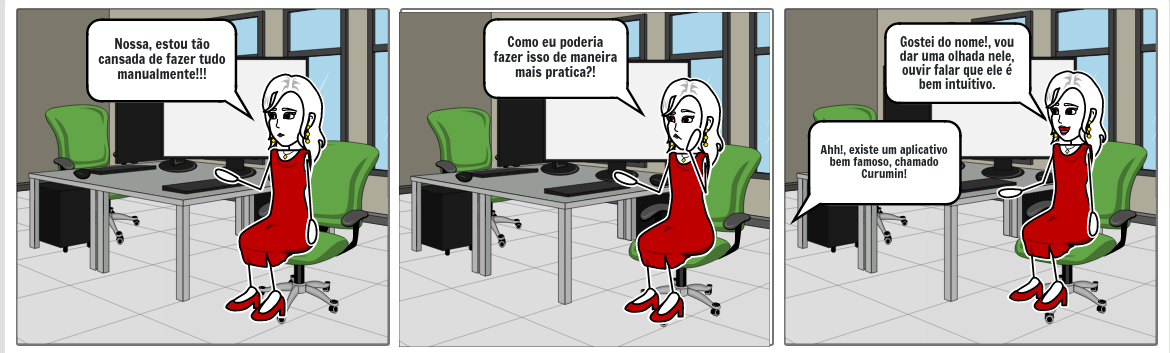 Nossa, estou tão
cansada de fazer tudo
manualmente!!!
Como eu poderia
fazer isso de maneira
mais pratica?!
Gostei do nome!, vou
dar uma olhada nele,
ouvir falar que ele é
bem intuitivo.
Ahh!, existe um aplicativo
bem famoso, chamado
Curumin!